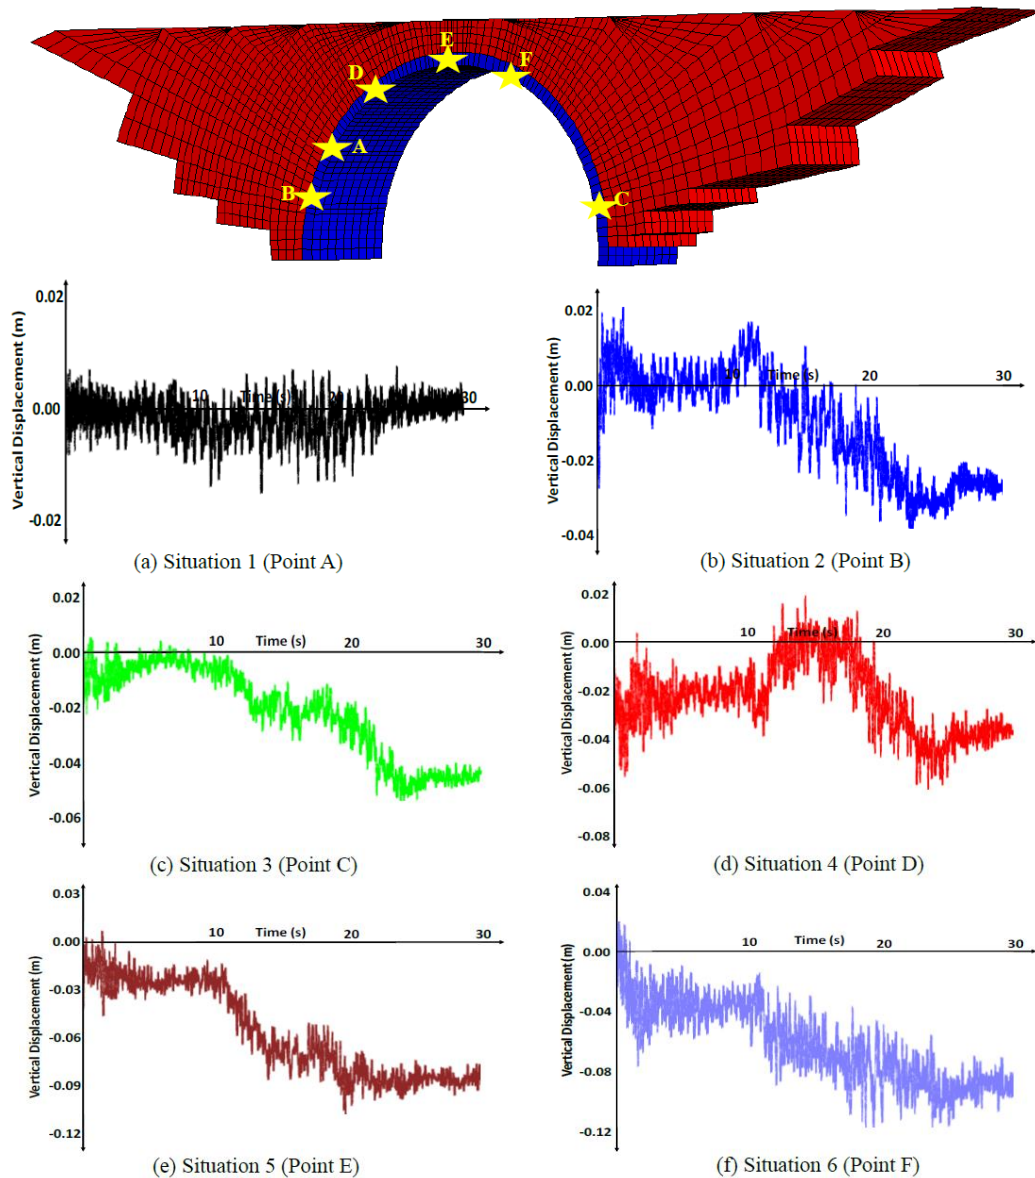 E
F
D
A
B
C
0.02
0.00
-0.02
Vertical Displacement (m)
10
Time (s)
20
30
(a) Situation 1 (Point A)
0.02
0.00
-0.02
-0.04
Vertical Displacement (m)
10
Time (s)
20
30
(b) Situation 2 (Point B)
0.02
0.00
-0.02
-0.04
-0.06
Vertical Displacement (m)
10
Time (s)
20
30
(c) Situation 3 (Point C)
0.02
0.00
-0.02
-0.04
-0.06
-0.08
Vertical Displacement (m)
10
Time (s)
20
30
(d) Situation 4 (Point D)
0.03
0.00
-0.03
-0.06
-0.09
-0.12
Vertical Displacement (m)
10
Time (s)
20
30
(e) Situation 5 (Point E)
0.04
0.00
-0.04
-0.08
-0.12
Vertical Displacement (m)
10
Time (s)
20
30
(f) Situation 6 (Point F)